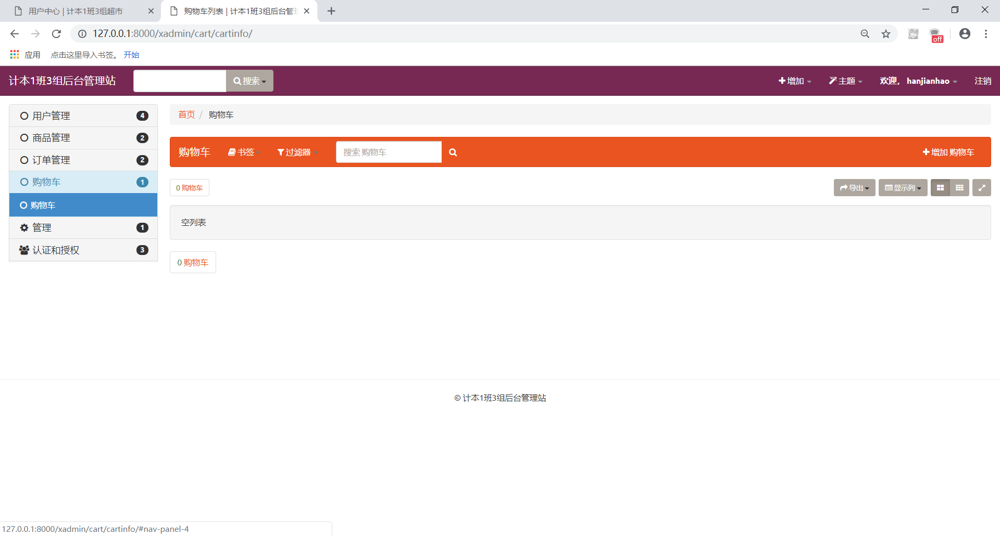 用户中心 | 计本1班3组超市
购物车列表 | 计本1班3组后台管理
127.0.0.1:8000/xadmin/cart/cartinfo/
off
应用 点击这里导入书签。 开始
计本1班3组后台管理站 搜索 增加 主题 欢迎, hanjianhao 注销
用户管理 4
商品管理 2
订单管理 2
购物车 1
购物车
管理 1
认证和授权 3
首页 / 购物车
购物车 书签 过滤器 搜索 购物车 增加 购物车
0 购物车 导出 显示列
空列表
0 购物车
© 计本1班3组后台管理站
127.0.0.1:8000/xadmin/cart/cartinfo/#nav-panel-4